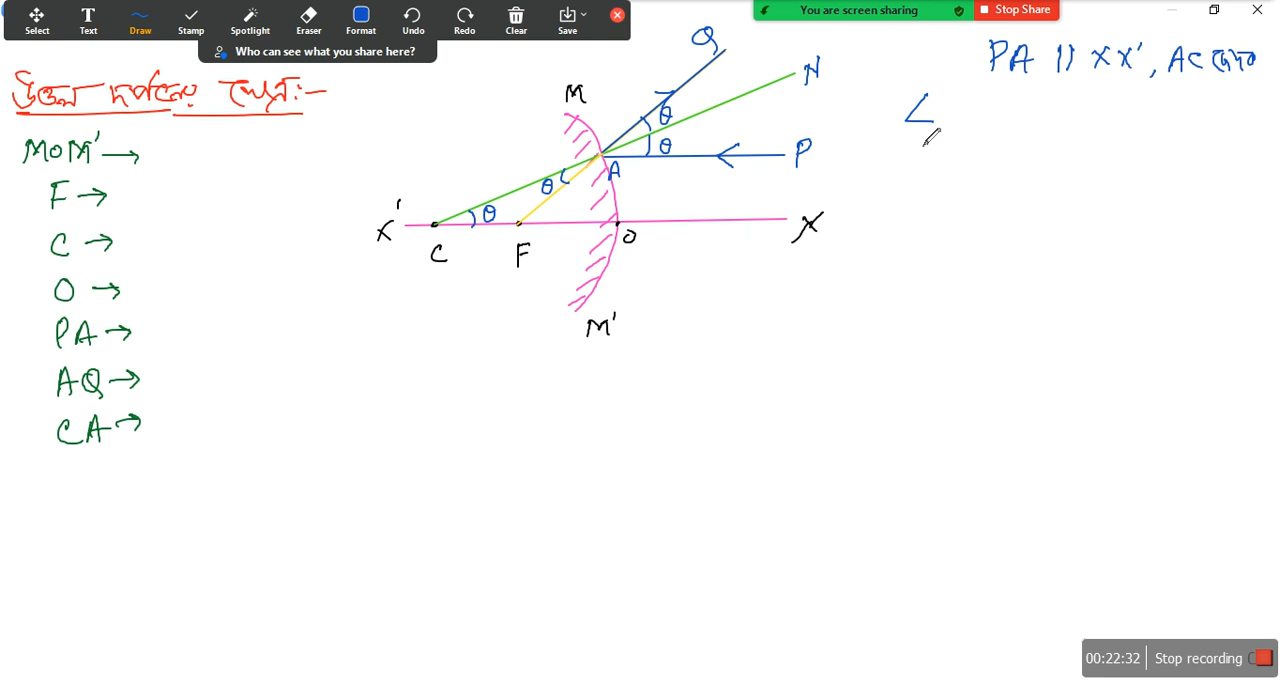 Select Text Draw Stamp Spotlight Eraser Format Undo Redo Clear Save
You are screen sharing Stop Share
Who can see what you share here?
উত্তল দর্পনের ক্ষেত্রে:-
PA || XX', AC ছেদক
MOM' →
F →
C →
O →
PA →
AQ →
CA →
Q
N
M
θ
θ
P
A
θ
θ
X'
X
C
F
O
M'
∠
00:22:32 Stop recording